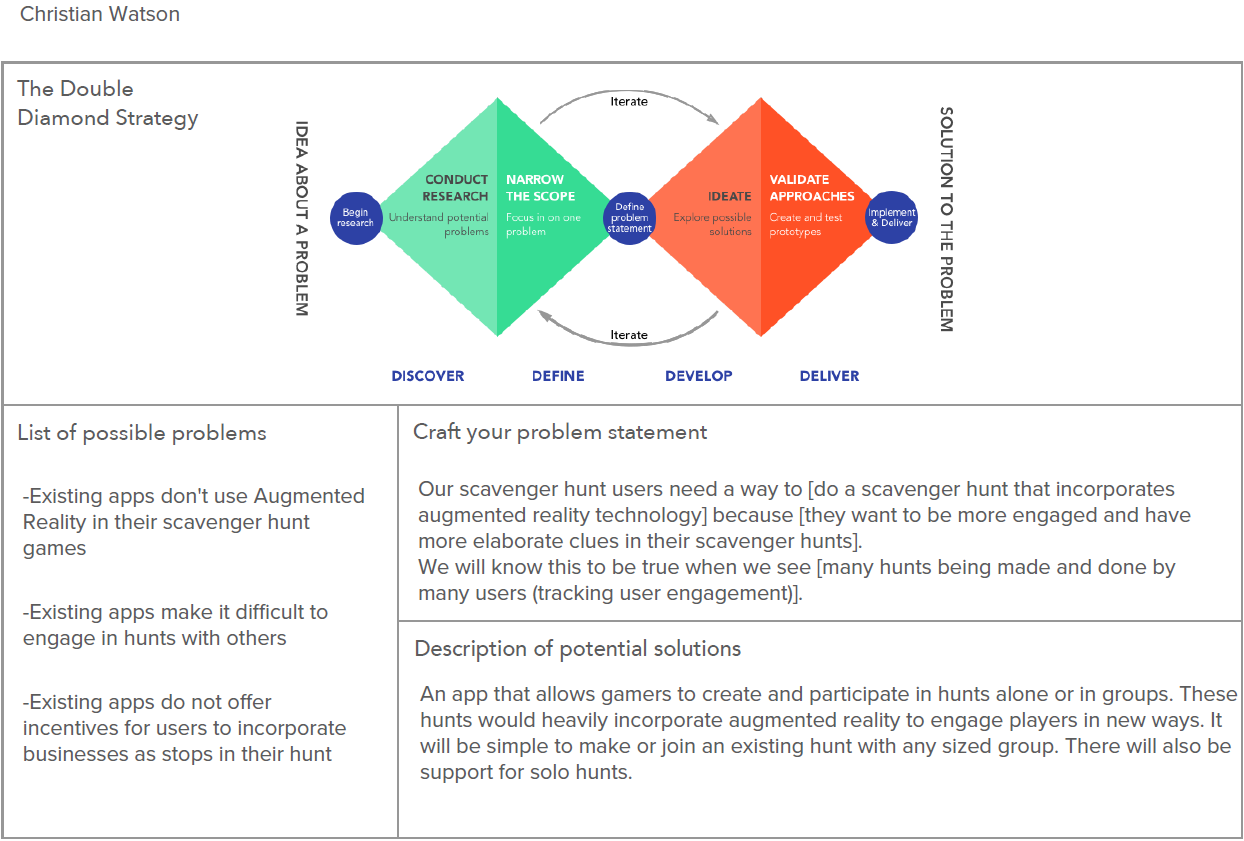 Christian Watson
The Double
Diamond Strategy
IDEA ABOUT A PROBLEM
Iterate
Begin
research
CONDUCT
RESEARCH
Understand potential
problems
NARROW
THE SCOPE
Focus in on one
problem
Define
problem
statement
IDEATE
Explore possible
solutions
VALIDATE
APPROACHES
Create and test
prototypes
Implement
& Deliver
SOLUTION TO THE PROBLEM
Iterate
DISCOVER
DEFINE
DEVELOP
DELIVER
List of possible problems
-Existing apps don't use Augmented
Reality in their scavenger hunt
games
-Existing apps make it difficult to
engage in hunts with others
-Existing apps do not offer
incentives for users to incorporate
businesses as stops in their hunt
Craft your problem statement
Our scavenger hunt users need a way to [do a scavenger hunt that incorporates
augmented reality technology] because [they want to be more engaged and have
more elaborate clues in their scavenger hunts].
We will know this to be true when we see [many hunts being made and done by
many users (tracking user engagement)].
Description of potential solutions
An app that allows gamers to create and participate in hunts alone or in groups. These
hunts would heavily incorporate augmented reality to engage players in new ways. It
will be simple to make or join an existing hunt with any sized group. There will also be
support for solo hunts.